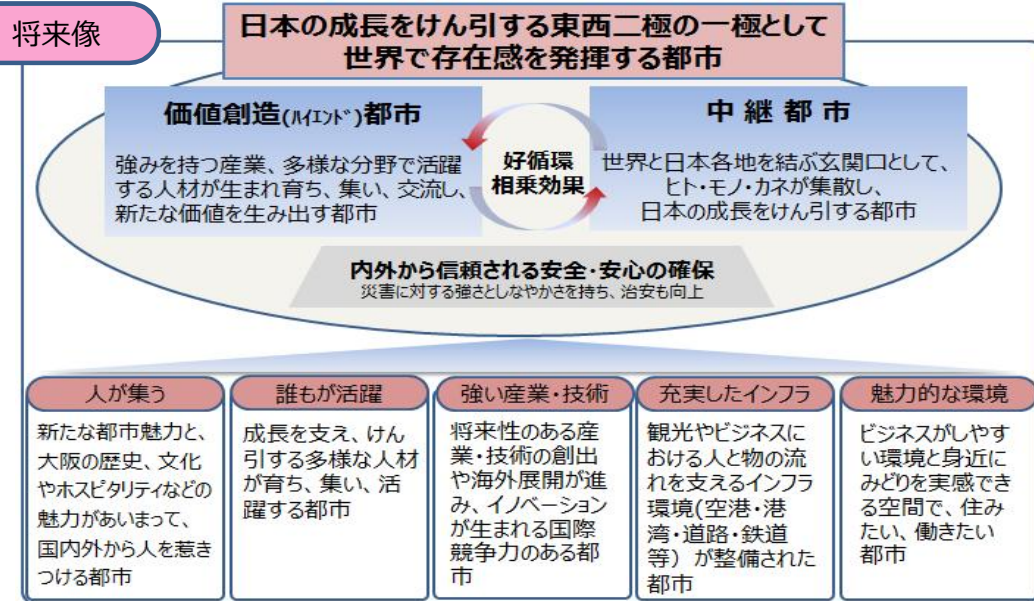 将来像
日本の成長をけん引する東西二極の一極として
世界で存在感を発揮する都市
価値創造(ハイエンド)都市
強みを持つ産業、多様な分野で活躍
する人材が生まれ育ち、集い、交流し、
新たな価値を生み出す都市
好循環
相乗効果
中継都市
世界と日本各地を結ぶ玄関口として、
ヒト・モノ・カネが集散し、
日本の成長をけん引する都市
内外から信頼される安全・安心の確保
災害に対する強さとしなやかさを持ち、治安も向上
人が集う
新たな都市魅力と、
大阪の歴史、文化
やホスピタリティなどの
魅力があいまって、
国内外から人を惹き
つける都市
誰もが活躍
成長を支え、けん
引する多様な人材
が育ち、集い、活
躍する都市
強い産業・技術
将来性のある産
業・技術の創出
や海外展開が進
み、イノベーション
が生まれる国際
競争力のある都
市
充実したインフラ
観光やビジネスに
おける人と物の流
れを支えるインフラ
環境(空港・港
湾・道路・鉄道
等）が整備された
都市
魅力的な環境
ビジネスがしやす
い環境と身近に
みどりを実感でき
る空間で、住み
たい、働きたい
都市